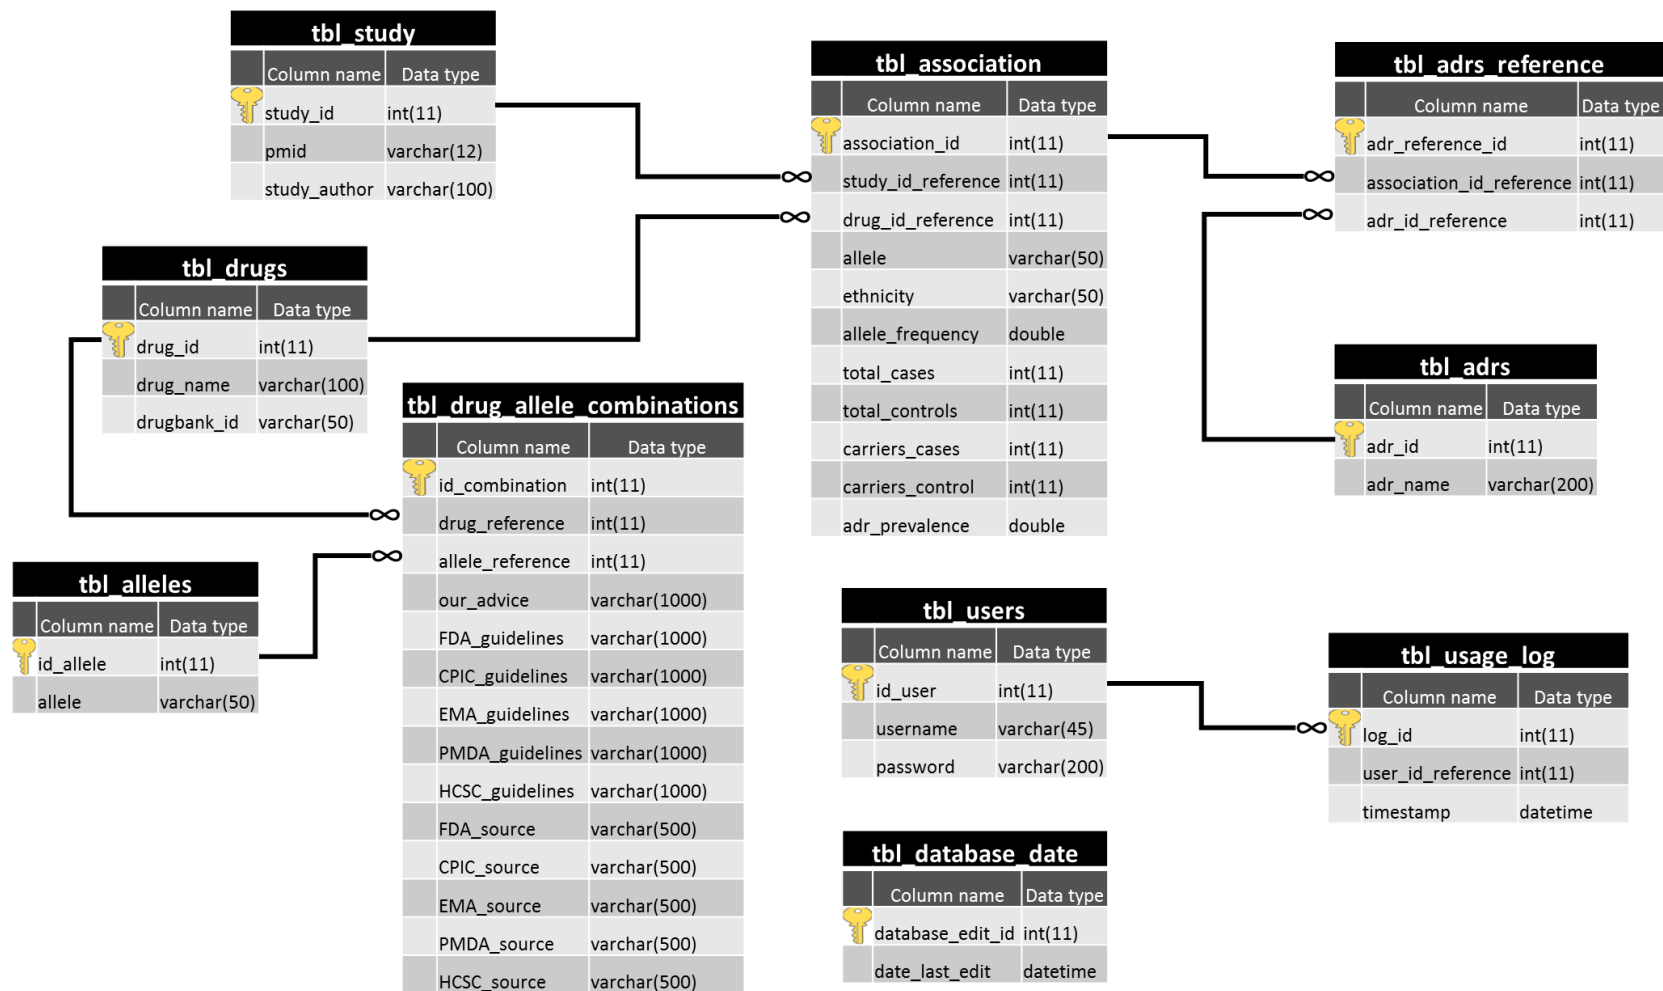 tbl_study
Column name Data type
study_id int(11)
pmid varchar(12)
study_author varchar(100)
tbl_drugs
Column name Data type
drug_id int(11)
drug_name varchar(100)
drugbank_id varchar(50)
tbl_alleles
Column name Data type
id_allele int(11)
allele varchar(50)
tbl_drug_allele_combinations
Column name Data type
id_combination int(11)
drug_reference int(11)
allele_reference int(11)
our_advice varchar(1000)
FDA_guidelines varchar(1000)
CPIC_guidelines varchar(1000)
EMA_guidelines varchar(1000)
PMDA_guidelines varchar(1000)
HCSC_guidelines varchar(1000)
FDA_source varchar(500)
CPIC_source varchar(500)
EMA_source varchar(500)
PMDA_source varchar(500)
HCSC_source varchar(500)
tbl_association
Column name Data type
association_id int(11)
study_id_reference int(11)
drug_id_reference int(11)
allele varchar(50)
ethnicity varchar(50)
allele_frequency double
total_cases int(11)
total_controls int(11)
carriers_cases int(11)
carriers_control int(11)
adr_prevalence double
tbl_users
Column name Data type
id_user int(11)
username varchar(45)
password varchar(200)
tbl_database_date
Column name Data type
database_edit_id int(11)
date_last_edit datetime
tbl_adrs_reference
Column name Data type
adr_reference_id int(11)
association_id_reference int(11)
adr_id_reference int(11)
tbl_adrs
Column name Data type
adr_id int(11)
adr_name varchar(200)
tbl_usage_log
Column name Data type
log_id int(11)
user_id_reference int(11)
timestamp datetime